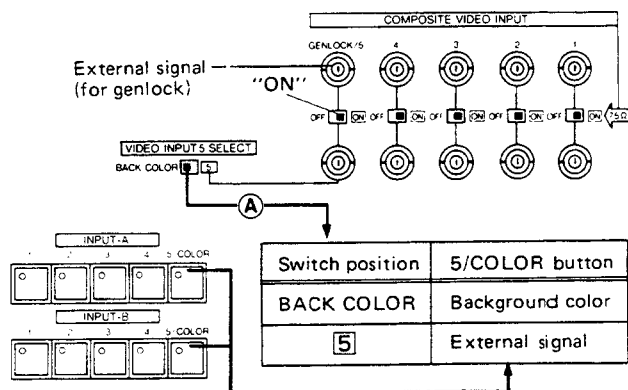 COMPOSITE VIDEO INPUT
GENLOCK/5 4 3 2 1
External signal
(for genlock)
"ON"
OFF ON OFF ON OFF ON OFF ON OFF ON 75Ω
VIDEO INPUT 5 SELECT
BACK COLOR 5
A
INPUT-A
1 2 3 4 5·COLOR
INPUT-B
1 2 3 4 5·COLOR
Switch position 5/COLOR button
BACK COLOR Background color
5 External signal